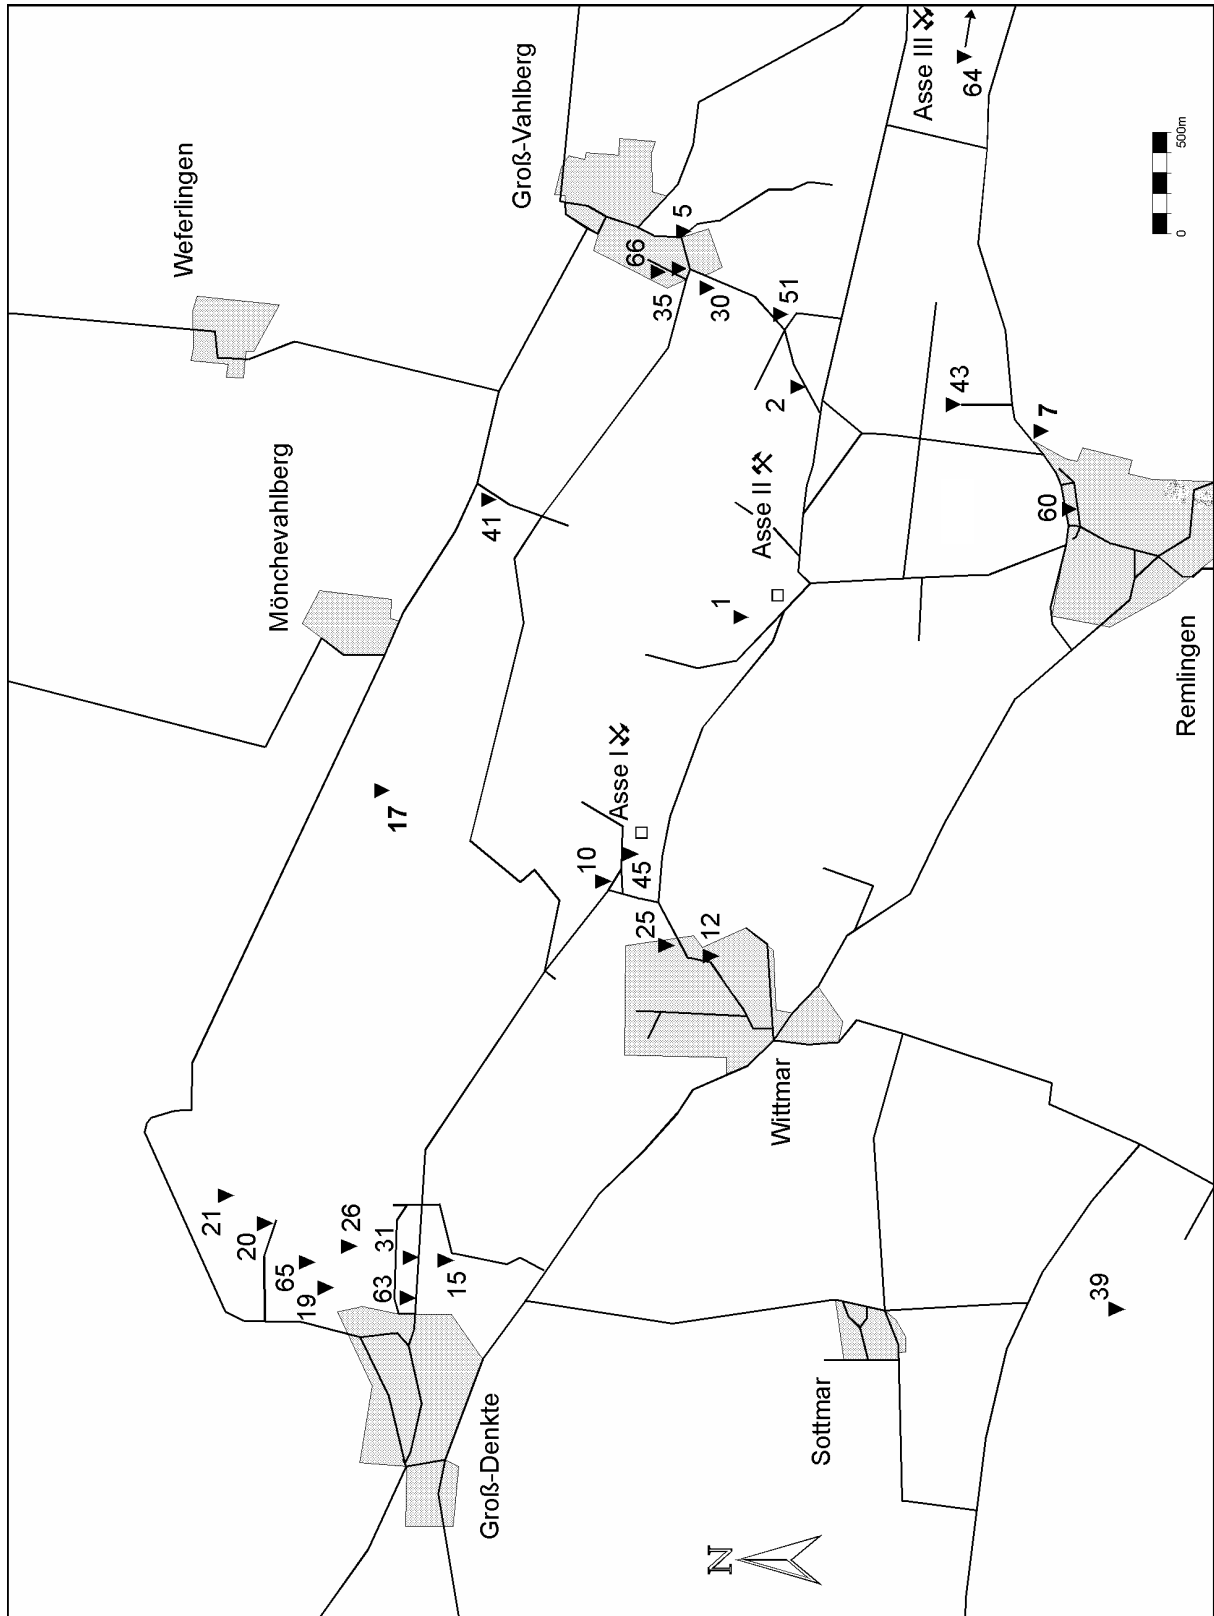 Weferlingen
21
20
Mönchevahlberg
65
19
26
63
31
17
15
Groß-Denkte
41
Groß-Vahlberg
10
Asse I
66
25
45
35
5
N
12
1
30
Asse II
2
Wittmar
51
Sottmar
Asse III
43
64
60
7
39
0 500m
Remlingen